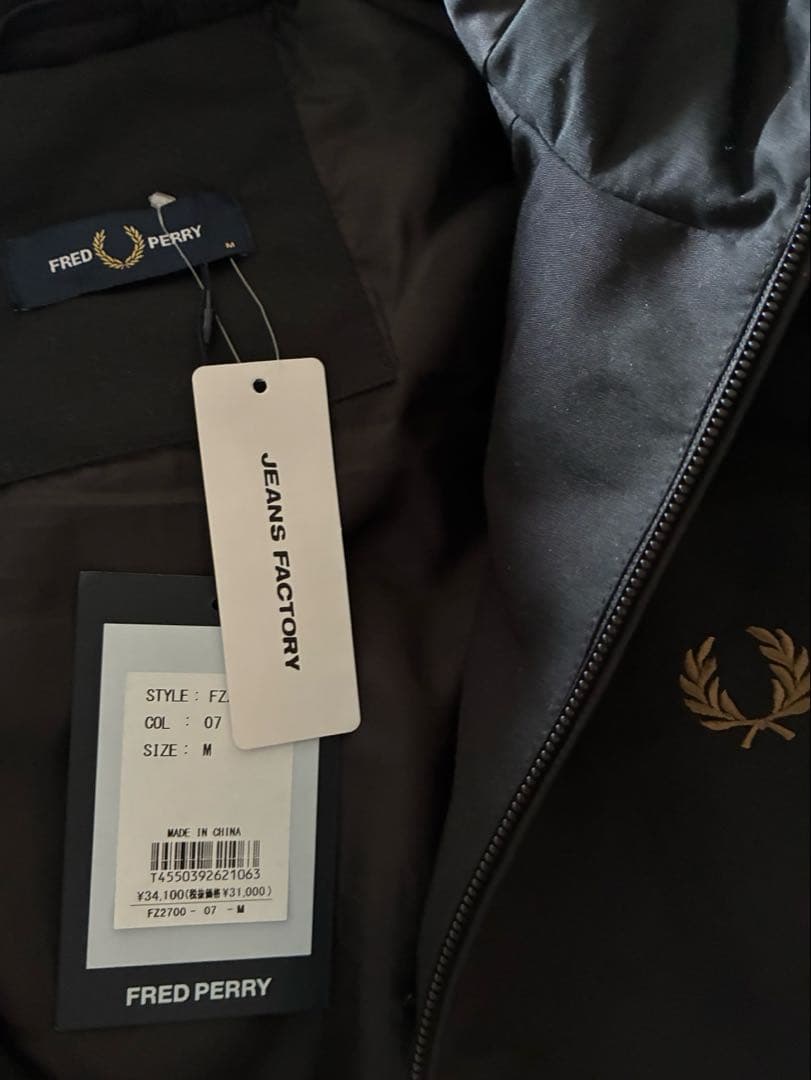 FRED PERRY
M
JEANS FACTORY
STYLE : FZ
COL : 07
SIZE : M
MADE IN CHINA
T4550392621063
¥34,100(税抜価格¥31,000)
FZ2700 - 07 - M
FRED PERRY